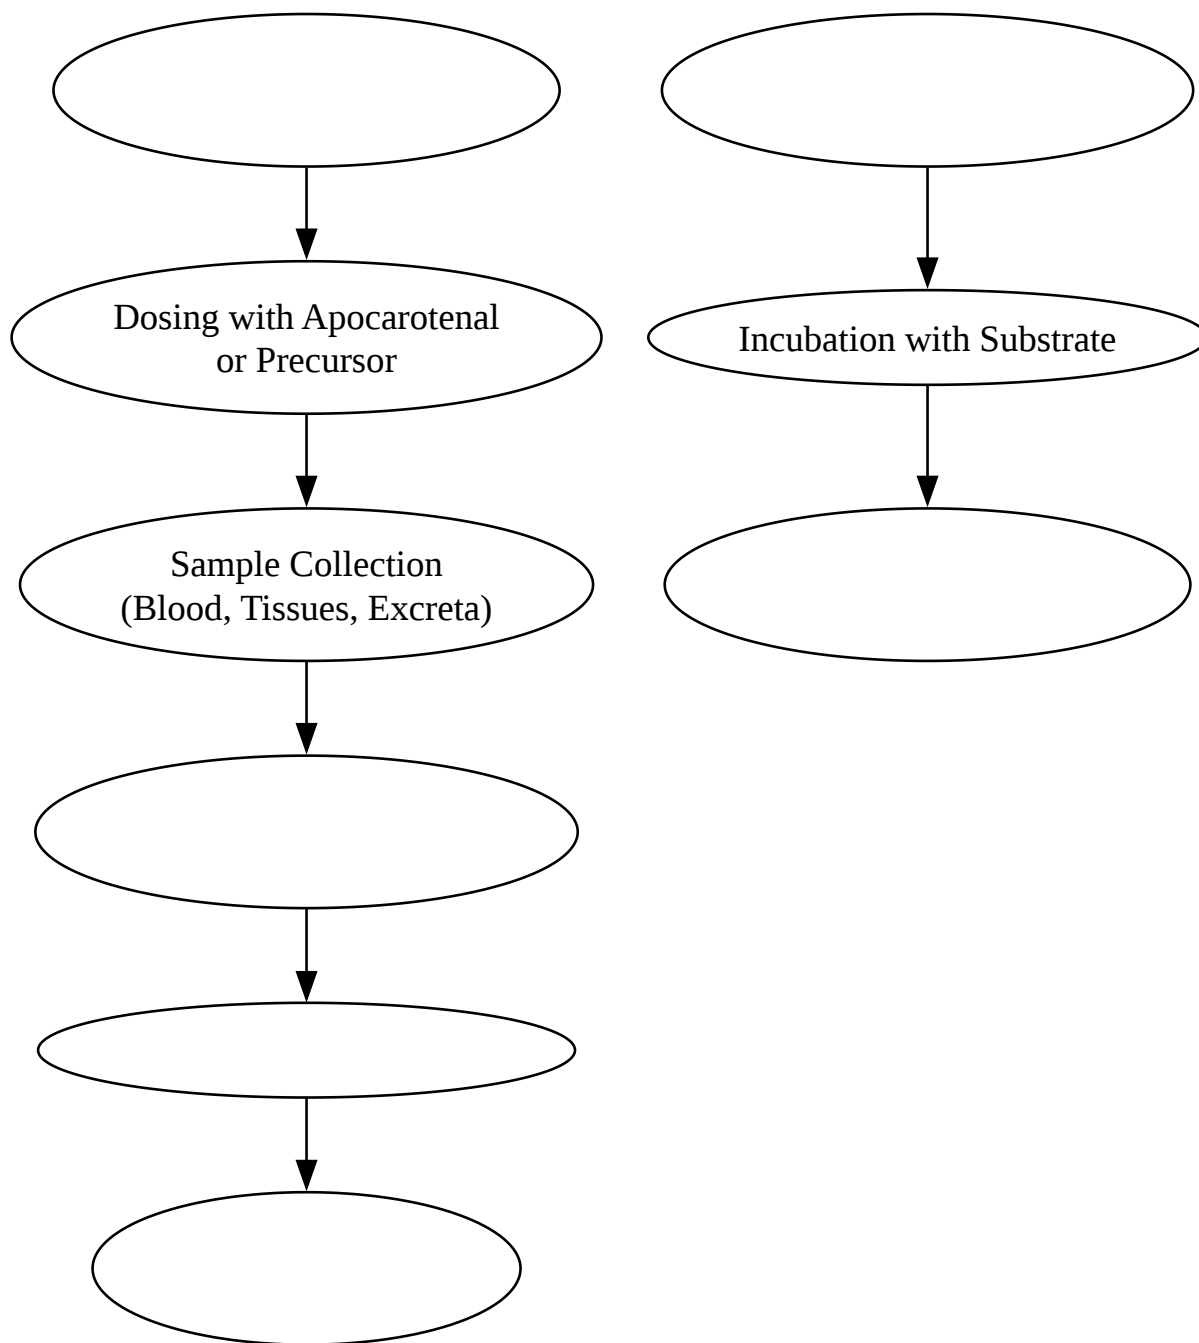 Dosing with Apocarotenal
or Precursor
Incubation with Substrate
Sample Collection
(Blood, Tissues, Excreta)